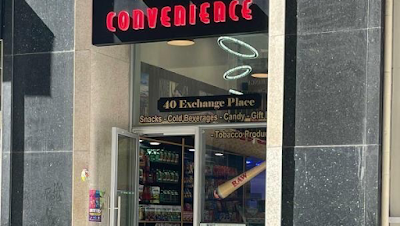 CONVENIENCE
40 Exchange Place
Snacks - Cold Beverages - Candy - Gift
- Tobacco Produ
RAW